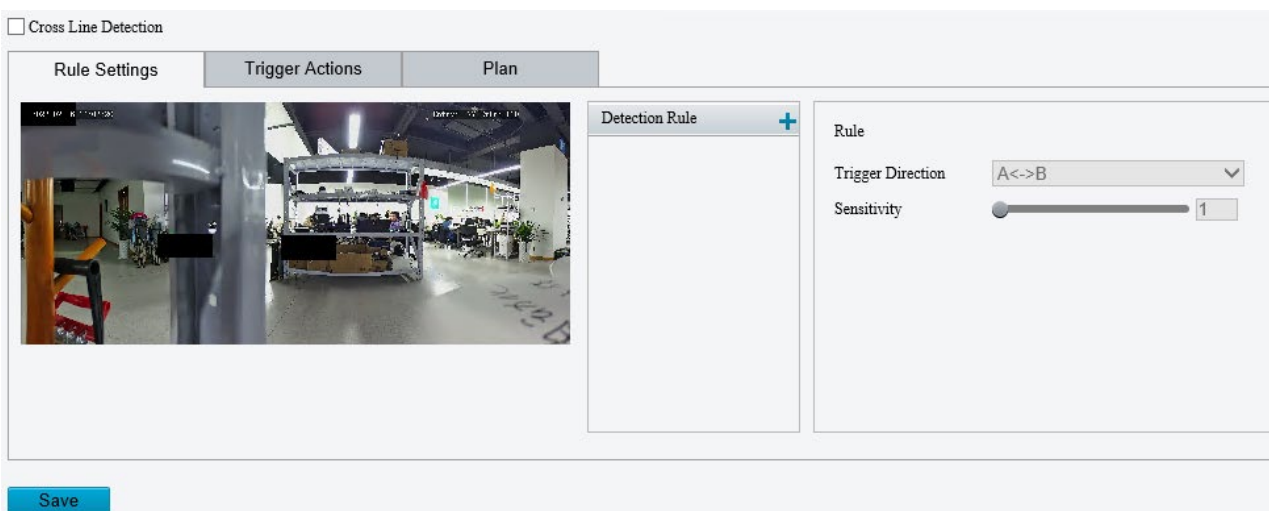 Cross Line Detection
Rule Settings
Trigger Actions
Plan
Detection Rule
Rule
Trigger Direction
A<->B
Sensitivity
1
Save